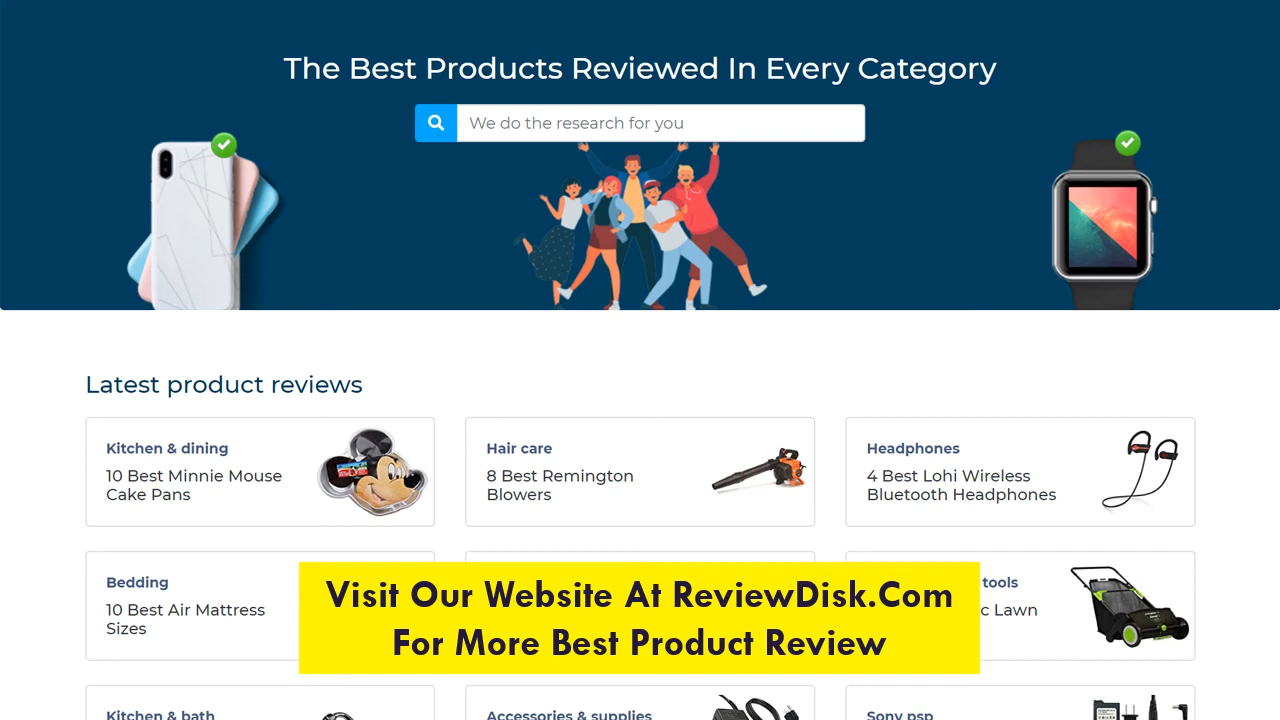 The Best Products Reviewed In Every Category
We do the research for you
Latest product reviews
Kitchen & dining
10 Best Minnie Mouse
Cake Pans
Hair care
8 Best Remington
Blowers
Headphones
4 Best Lohi Wireless
Bluetooth Headphones
Bedding
10 Best Air Mattress
Sizes
tools
Lawn
Visit Our Website At ReviewDisk.Com
For More Best Product Review
Kitchen & bath
Accessories & supplies
Sony psp